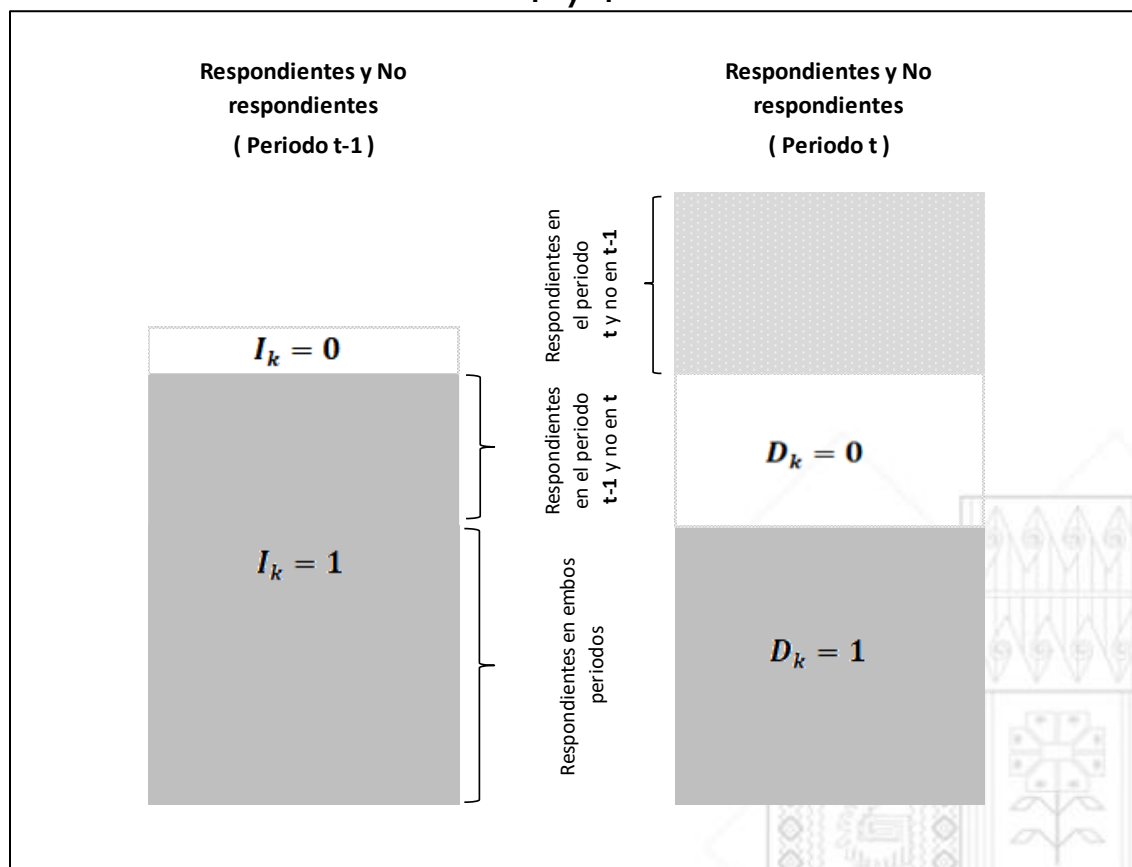 Respondientes y No
respondientes
( Periodo t-1 )
Respondientes y No
respondientes
( Periodo t )
Respondientes en
el periodo
t y no en t-1
I_k = 0
Respondientes
en el periodo
t-1 y no en t
D_k = 0
I_k = 1
Respondientes en embos
periodos
D_k = 1